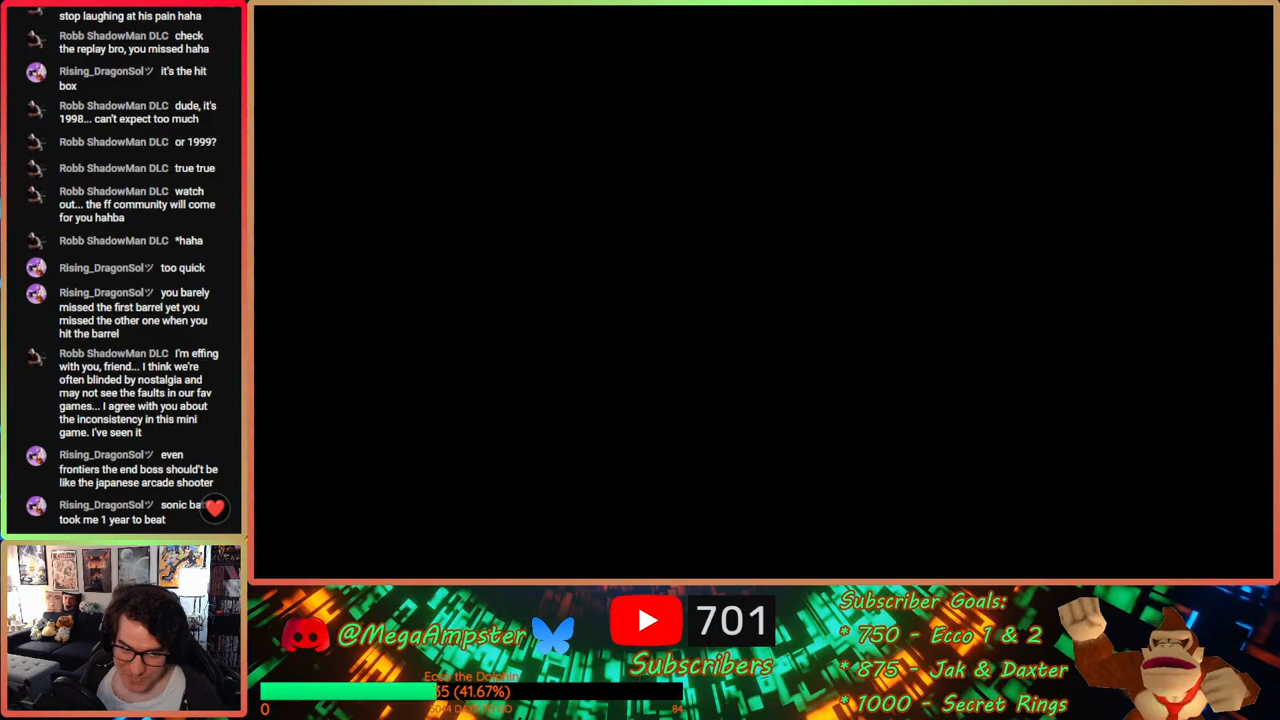 stop laughing at his pain haha
Robb ShadowMan DLC check
the replay bro, you missed haha
Rising_DragonSolツ it's the hit
box
Robb ShadowMan DLC dude, it's
1998... can't expect too much
Robb ShadowMan DLC or 1999?
Robb ShadowMan DLC true true
Robb ShadowMan DLC watch
out... the ff community will come
for you hahba
Robb ShadowMan DLC *haha
Rising_DragonSolツ too quick
Rising_DragonSolツ you barely
missed the first barrel yet you
missed the other one when you
hit the barrel
Robb ShadowMan DLC I'm effing
with you, friend... I think we're
often blinded by nostalgia and
may not see the faults in our fav
games... I agree with you about
the inconsistency in this mini
game. I've seen it
Rising_DragonSolツ even
frontiers the end boss should't be
like the japanese arcade shooter
Rising_DragonSolツ sonic
took me 1 year to beat
@MegaAmpster
701
Subscribers
Ecco the Dolphin
35 (41.67%)
0
DAYS TO GO
84
Subscriber Goals:
* 750 - Ecco 1 & 2
* 875 - Jak & Daxter
* 1000 - Secret Rings